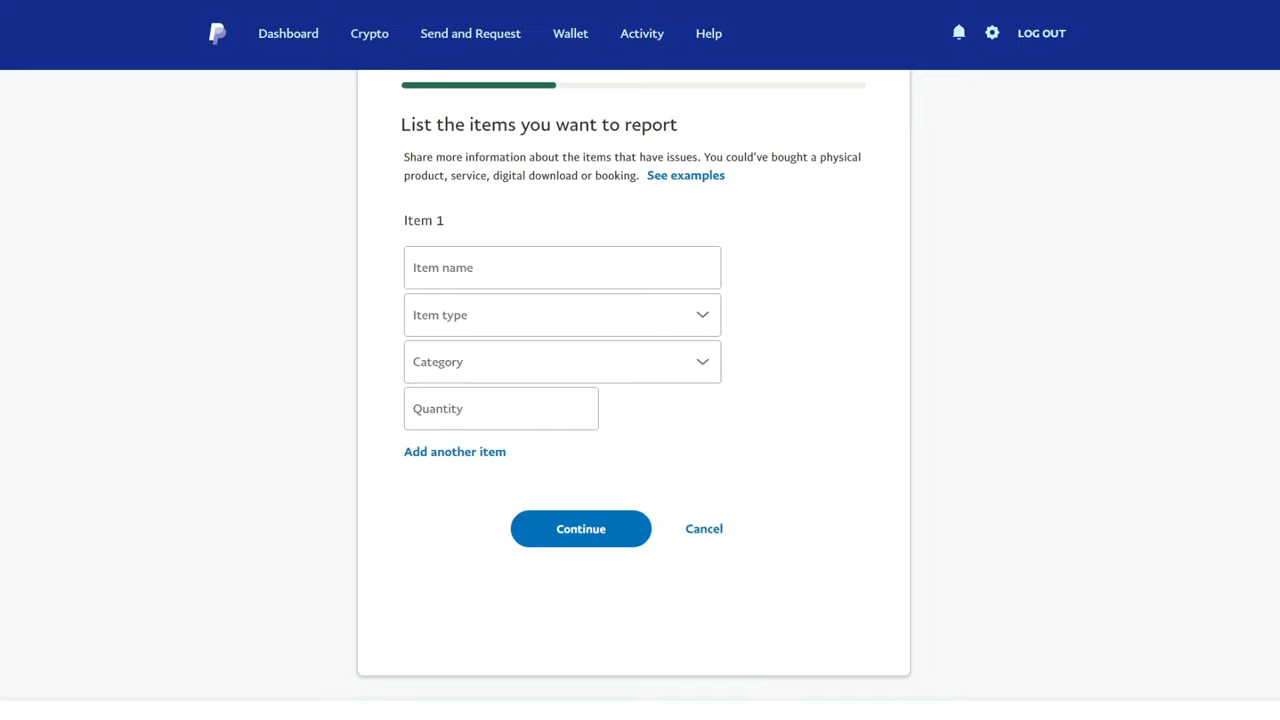 Dashboard Crypto Send and Request Wallet Activity Help LOG OUT
List the items you want to report
Share more information about the items that have issues. You could've bought a physical
product, service, digital download or booking. See examples
Item 1
Item name
Item type
Category
Quantity
Add another item
Continue Cancel